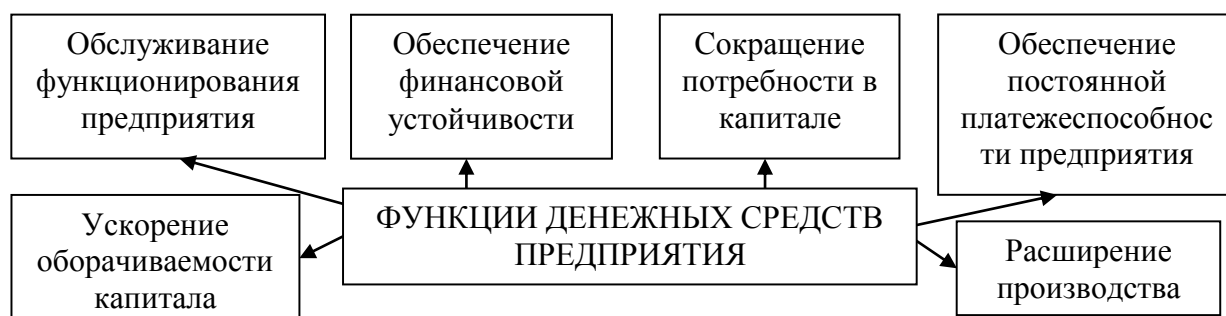 Обслуживание
функционирования
предприятия
Обеспечение
финансовой
устойчивости
Сокращение
потребности в
капитале
Обеспечение
постоянной
платежеспособнос
ти предприятия
ФУНКЦИИ ДЕНЕЖНЫХ СРЕДСТВ
ПРЕДПРИЯТИЯ
Ускорение
оборачиваемости
капитала
Расширение
производства